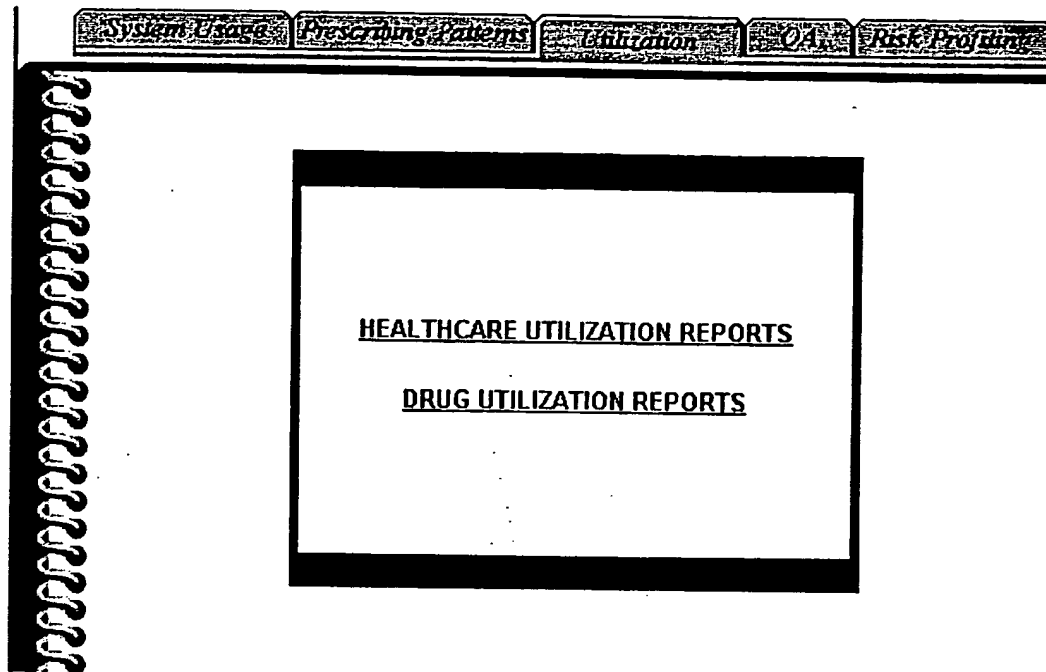 System Usage Prescribing Patterns Utilization QA Risk Profiling
HEALTHCARE UTILIZATION REPORTS
DRUG UTILIZATION REPORTS